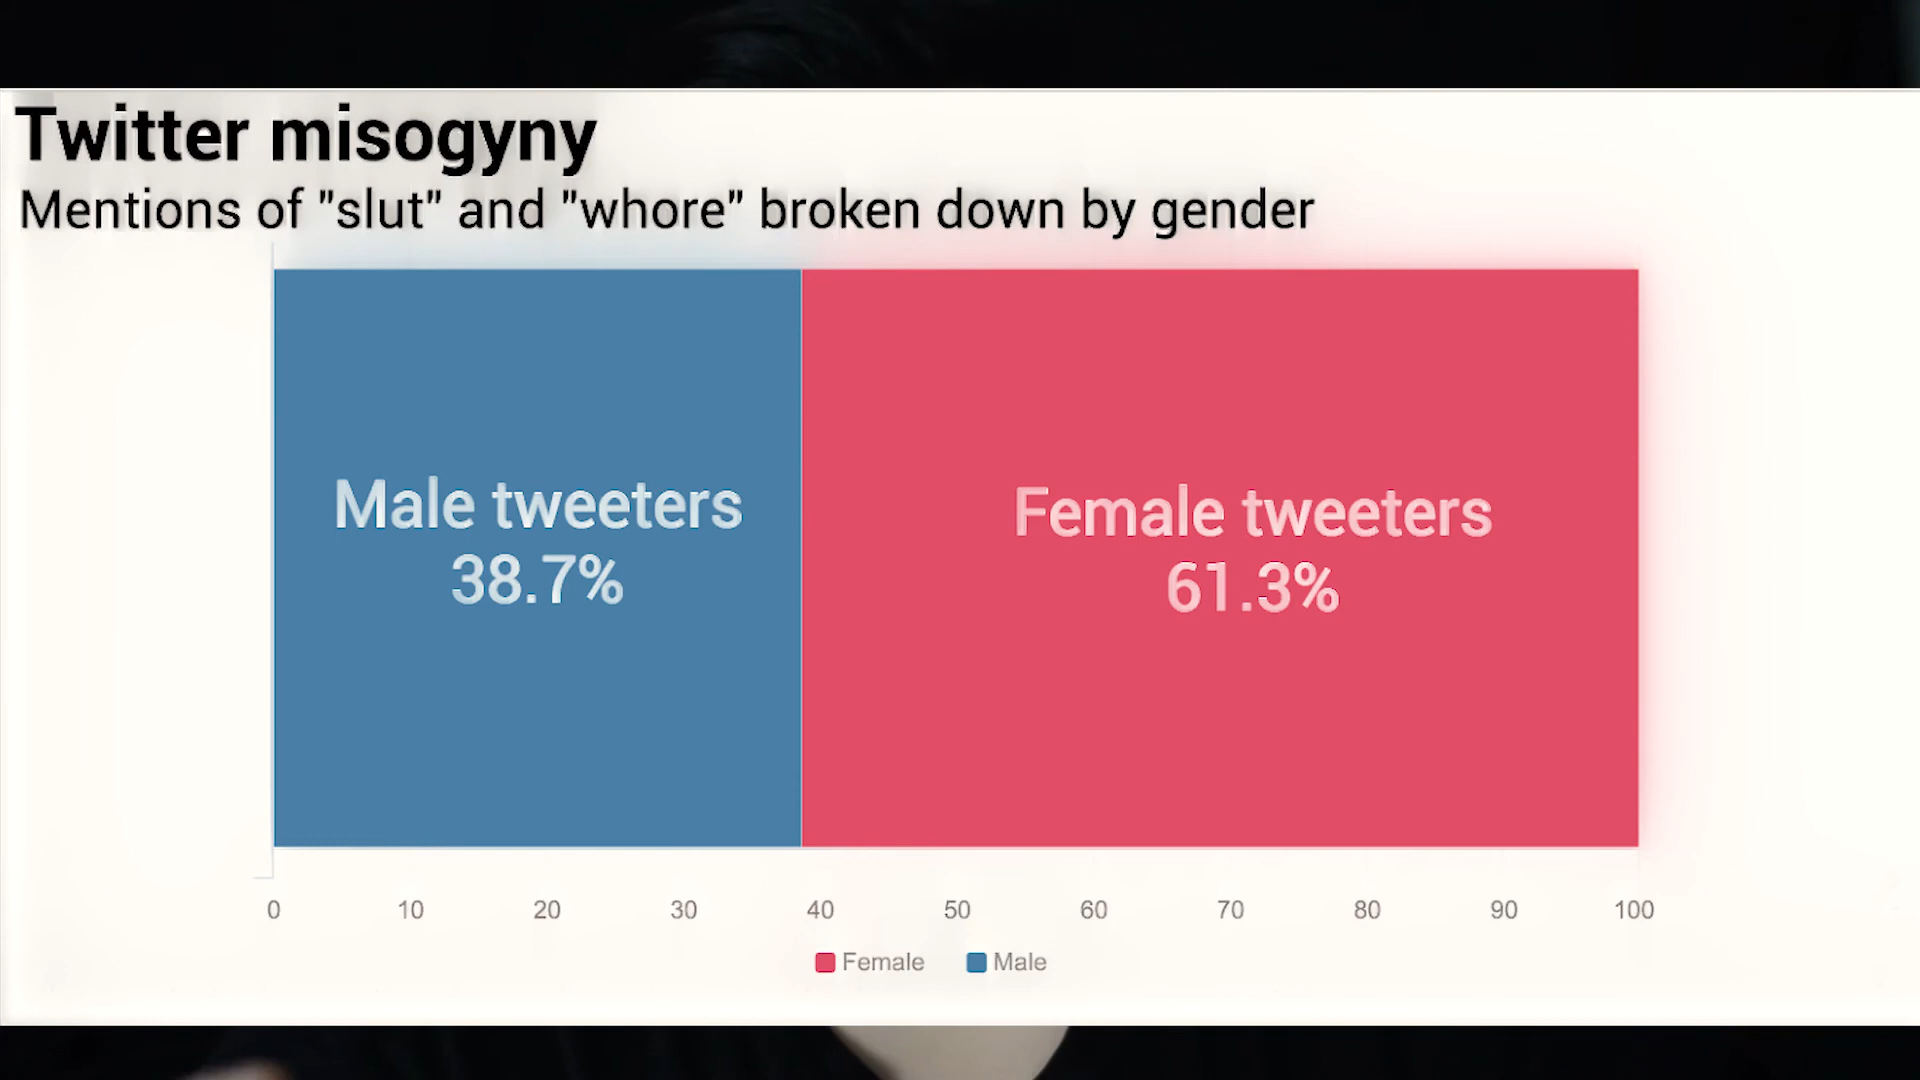 Twitter misogyny
Mentions of "slut" and "whore" broken down by gender
Male tweeters
38.7%
Female tweeters
61.3%
0 10 20 30 40 50 60 70 80 90 100
Female Male